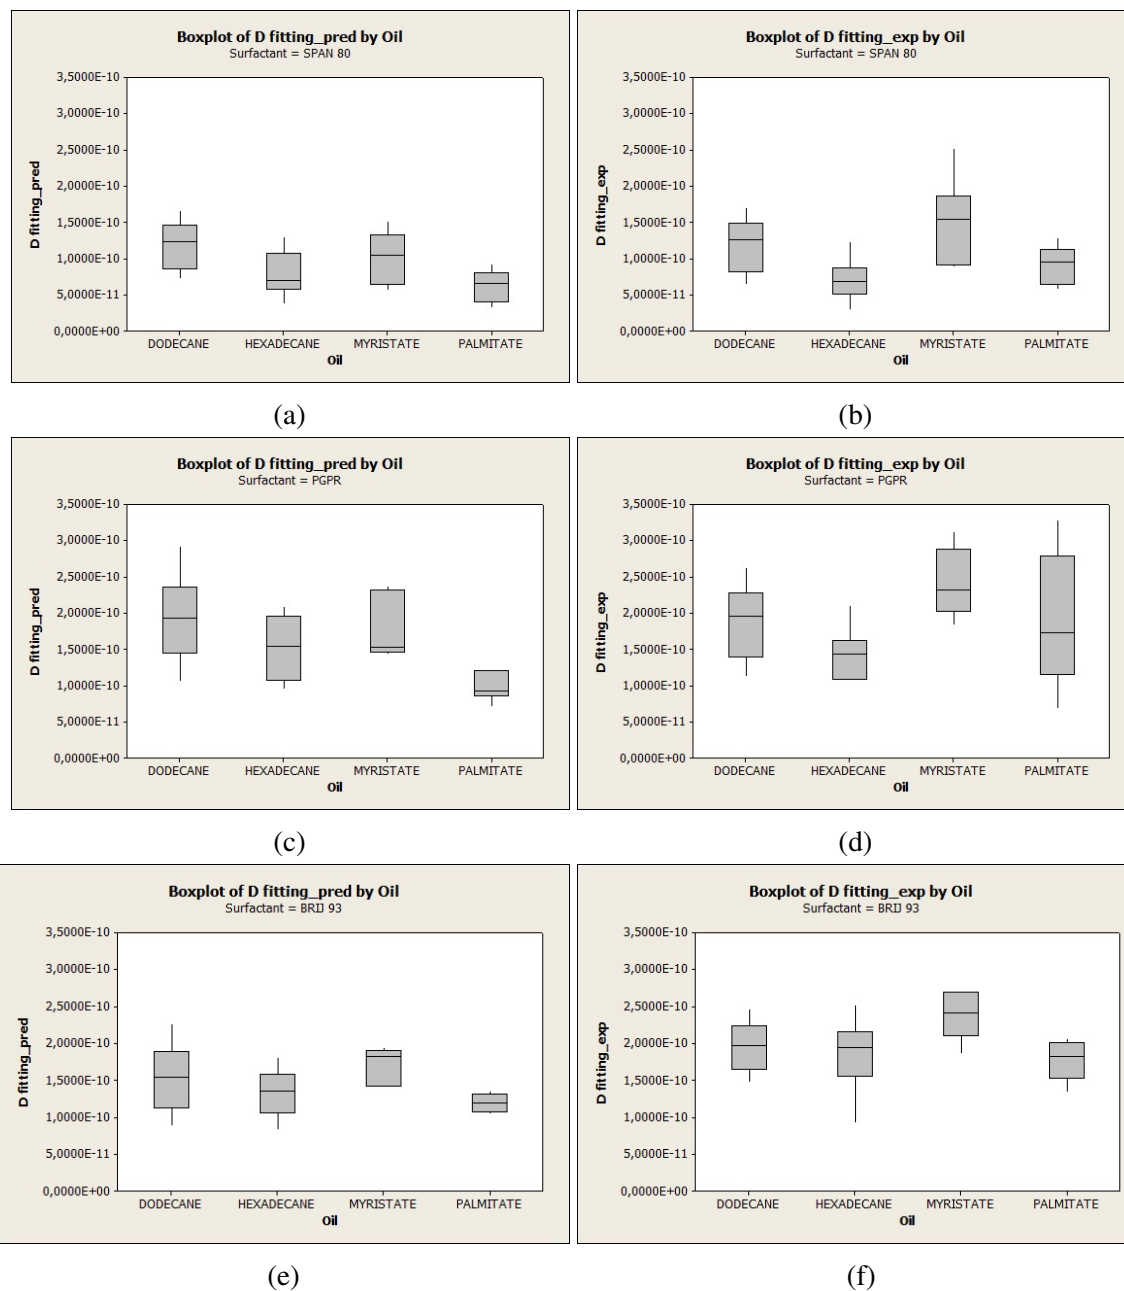 Boxplot of D fitting_pred by Oil
Surfactant = SPAN 80
3,5000E-10
3,0000E-10
2,5000E-10
2,0000E-10
1,5000E-10
1,0000E-10
5,0000E-11
0,0000E+00
D fitting_pred
DODECANE HEXADECANE MYRISTATE PALMITATE
Oil
(a)
Boxplot of D fitting_exp by Oil
Surfactant = SPAN 80
3,5000E-10
3,0000E-10
2,5000E-10
2,0000E-10
1,5000E-10
1,0000E-10
5,0000E-11
0,0000E+00
D fitting_exp
DODECANE HEXADECANE MYRISTATE PALMITATE
Oil
(b)
Boxplot of D fitting_pred by Oil
Surfactant = PGPR
3,5000E-10
3,0000E-10
2,5000E-10
2,0000E-10
1,5000E-10
1,0000E-10
5,0000E-11
0,0000E+00
D fitting_pred
DODECANE HEXADECANE MYRISTATE PALMITATE
Oil
(c)
Boxplot of D fitting_exp by Oil
Surfactant = PGPR
3,5000E-10
3,0000E-10
2,5000E-10
2,0000E-10
1,5000E-10
1,0000E-10
5,0000E-11
0,0000E+00
D fitting_exp
DODECANE HEXADECANE MYRISTATE PALMITATE
Oil
(d)
Boxplot of D fitting_pred by Oil
Surfactant = BRIJ 93
3,5000E-10
3,0000E-10
2,5000E-10
2,0000E-10
1,5000E-10
1,0000E-10
5,0000E-11
0,0000E+00
D fitting_pred
DODECANE HEXADECANE MYRISTATE PALMITATE
Oil
(e)
Boxplot of D fitting_exp by Oil
Surfactant = BRIJ 93
3,5000E-10
3,0000E-10
2,5000E-10
2,0000E-10
1,5000E-10
1,0000E-10
5,0000E-11
0,0000E+00
D fitting_exp
DODECANE HEXADECANE MYRISTATE PALMITATE
Oil
(f)